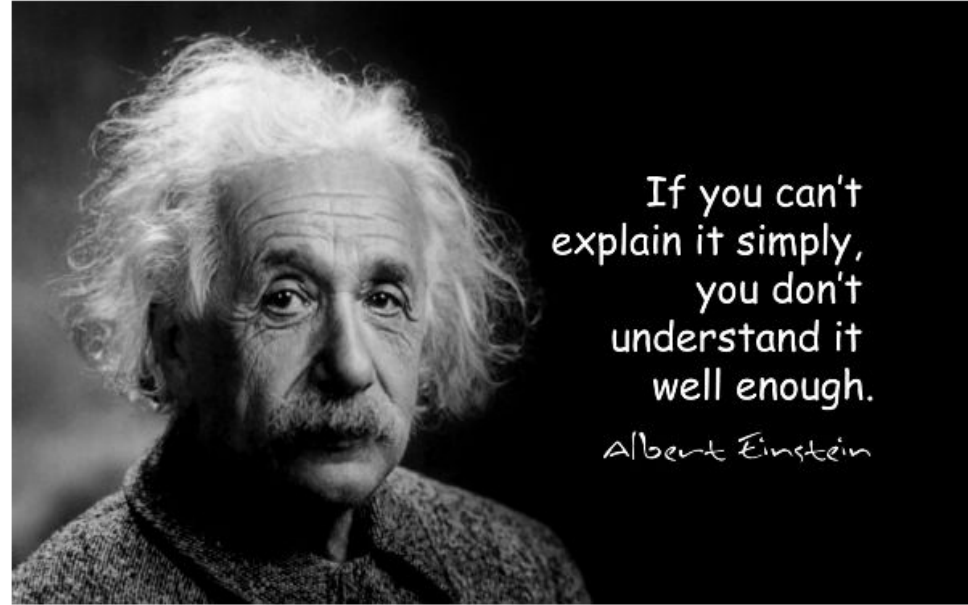 If you can't
explain it simply,
you don't
understand it
well enough.
Albert Einstein